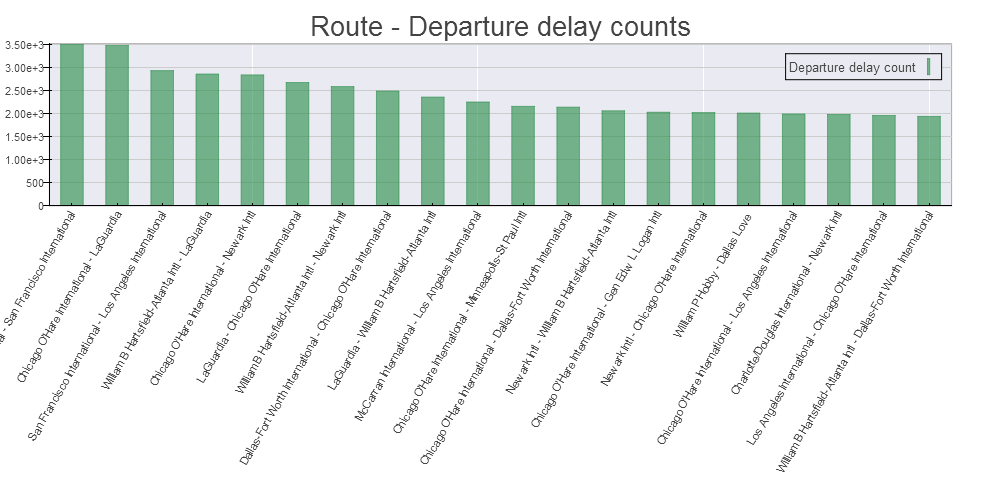 Route - Departure delay counts
Departure delay count
3.50e+3
3.00e+3
2.50e+3
2.00e+3
1.50e+3
1.00e+3
500
0
- San Francisco International
Chicago O'Hare International - LaGuardia
San Francisco International - Los Angeles International
William B Hartsfield-Atlanta Intl - LaGuardia
Chicago O'Hare International - Newark Intl
LaGuardia - Chicago O'Hare International
William B Hartsfield-Atlanta Intl - Newark Intl
Dallas-Fort Worth International - Chicago O'Hare International
LaGuardia - William B Hartsfield-Atlanta Intl
McCarran International - Los Angeles International
Chicago O'Hare International - Minneapolis-St Paul Intl
Chicago O'Hare International - Dallas-Fort Worth International
Newark Intl - William B Hartsfield-Atlanta Intl
Chicago O'Hare International - Gen Edw L Logan Intl
Newark Intl - Chicago O'Hare International
William P Hobby - Dallas Love
Chicago O'Hare International - Los Angeles International
Charlotte/Douglas International - Newark Intl
Los Angeles International - Chicago O'Hare International
William B Hartsfield-Atlanta Intl - Dallas-Fort Worth International